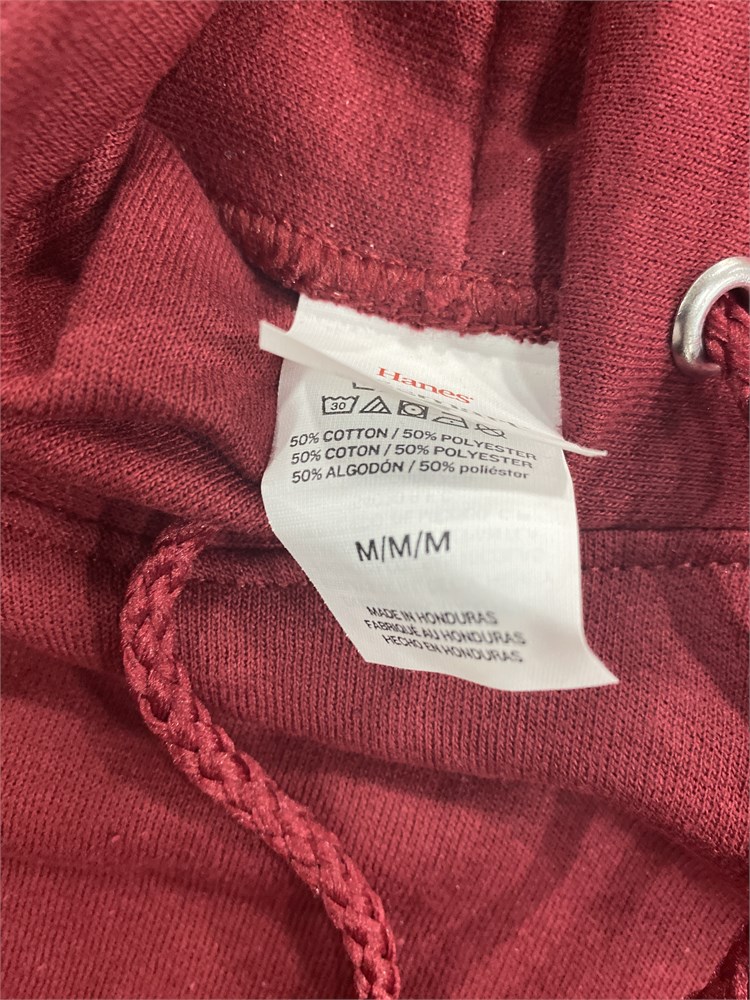 Hanes
30
50% COTTON / 50% POLYESTER
50% COTON / 50% POLYESTER
50% ALGODÓN / 50% poliéster
M/M/M
MADE IN HONDURAS
FABRIQUÉ AU HONDURAS
HECHO EN HONDURAS